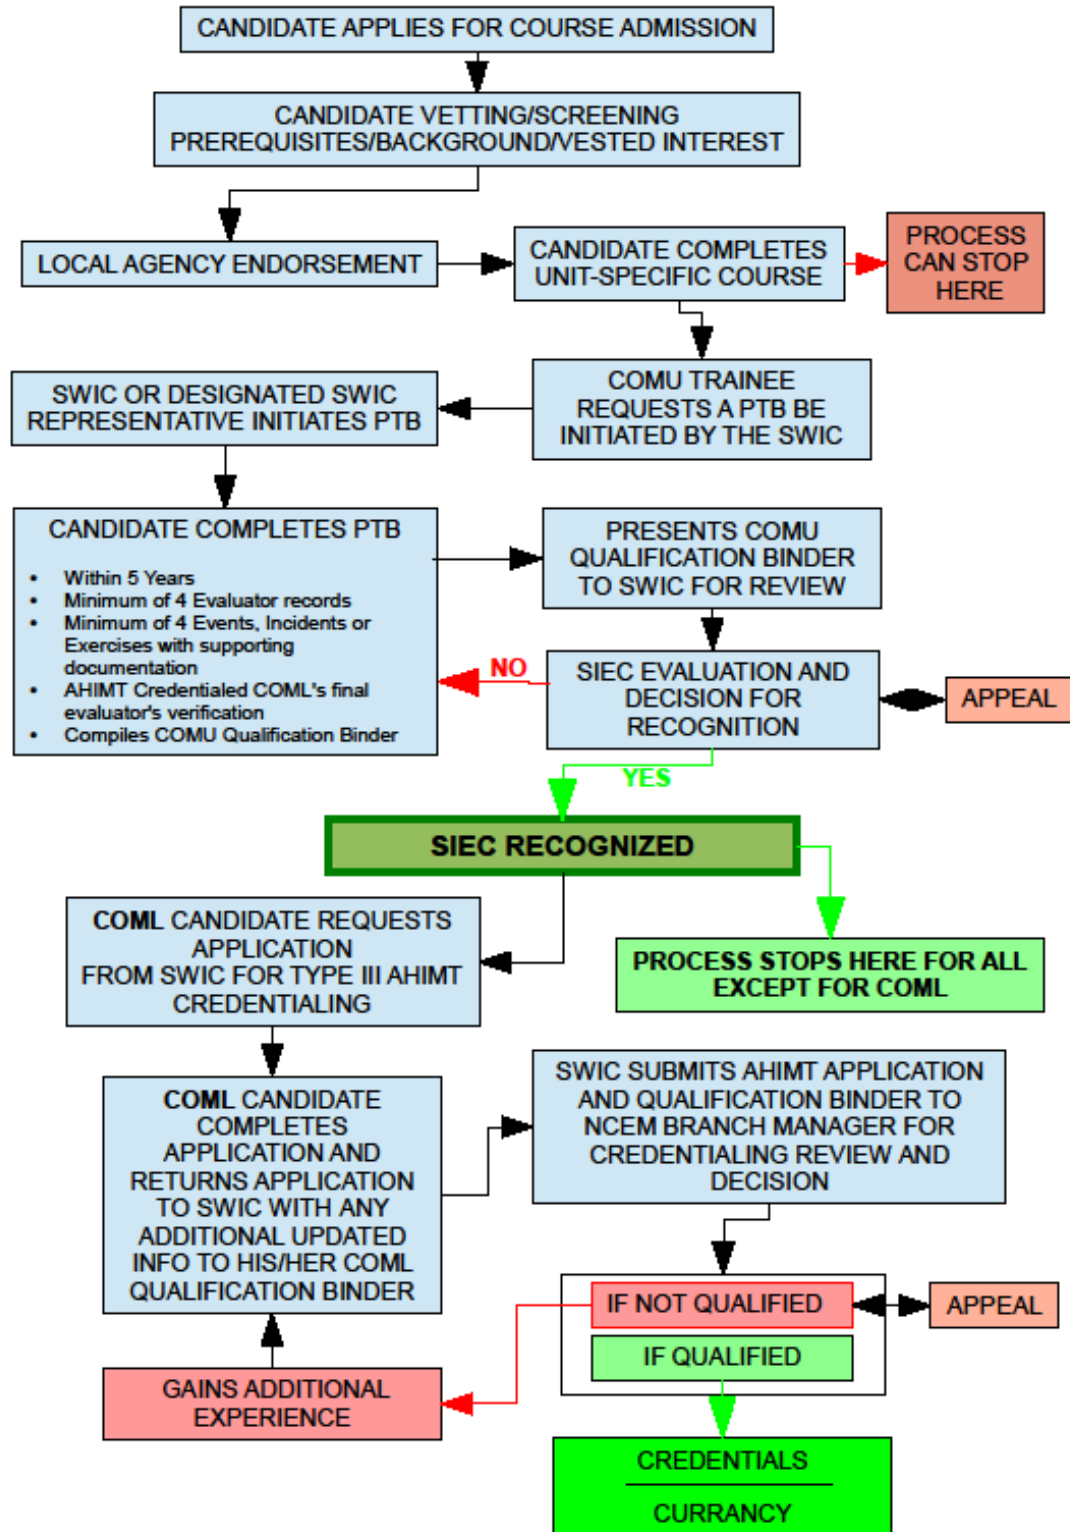 CANDIDATE APPLIES FOR COURSE ADMISSION
CANDIDATE VETTING/SCREENING
PREREQUISITES/BACKGROUND/VESTED INTEREST
LOCAL AGENCY ENDORSEMENT
CANDIDATE COMPLETES
UNIT-SPECIFIC COURSE
PROCESS
CAN STOP
HERE
COMU TRAINEE
REQUESTS A PTB BE
INITIATED BY THE SWIC
SWIC OR DESIGNATED SWIC
REPRESENTATIVE INITIATES PTB
CANDIDATE COMPLETES PTB
• Within 5 Years
• Minimum of 4 Evaluator records
• Minimum of 4 Events, Incidents or
Exercises with supporting
documentation
• AHIMT Credentialed COML's final
evaluator's verification
• Compiles COMU Qualification Binder
PRESENTS COMU
QUALIFICATION BINDER
TO SWIC FOR REVIEW
NO
SIEC EVALUATION AND
DECISION FOR
RECOGNITION
APPEAL
YES
SIEC RECOGNIZED
COML CANDIDATE REQUESTS
APPLICATION
FROM SWIC FOR TYPE III AHIMT
CREDENTIALING
PROCESS STOPS HERE FOR ALL
EXCEPT FOR COML
COML CANDIDATE
COMPLETES
APPLICATION AND
RETURNS APPLICATION
TO SWIC WITH ANY
ADDITIONAL UPDATED
INFO TO HIS/HER COML
QUALIFICATION BINDER
SWIC SUBMITS AHIMT APPLICATION
AND QUALIFICATION BINDER TO
NCEM BRANCH MANAGER FOR
CREDENTIALING REVIEW AND
DECISION
IF NOT QUALIFIED
APPEAL
IF QUALIFIED
GAINS ADDITIONAL
EXPERIENCE
CREDENTIALS
CURRANCY